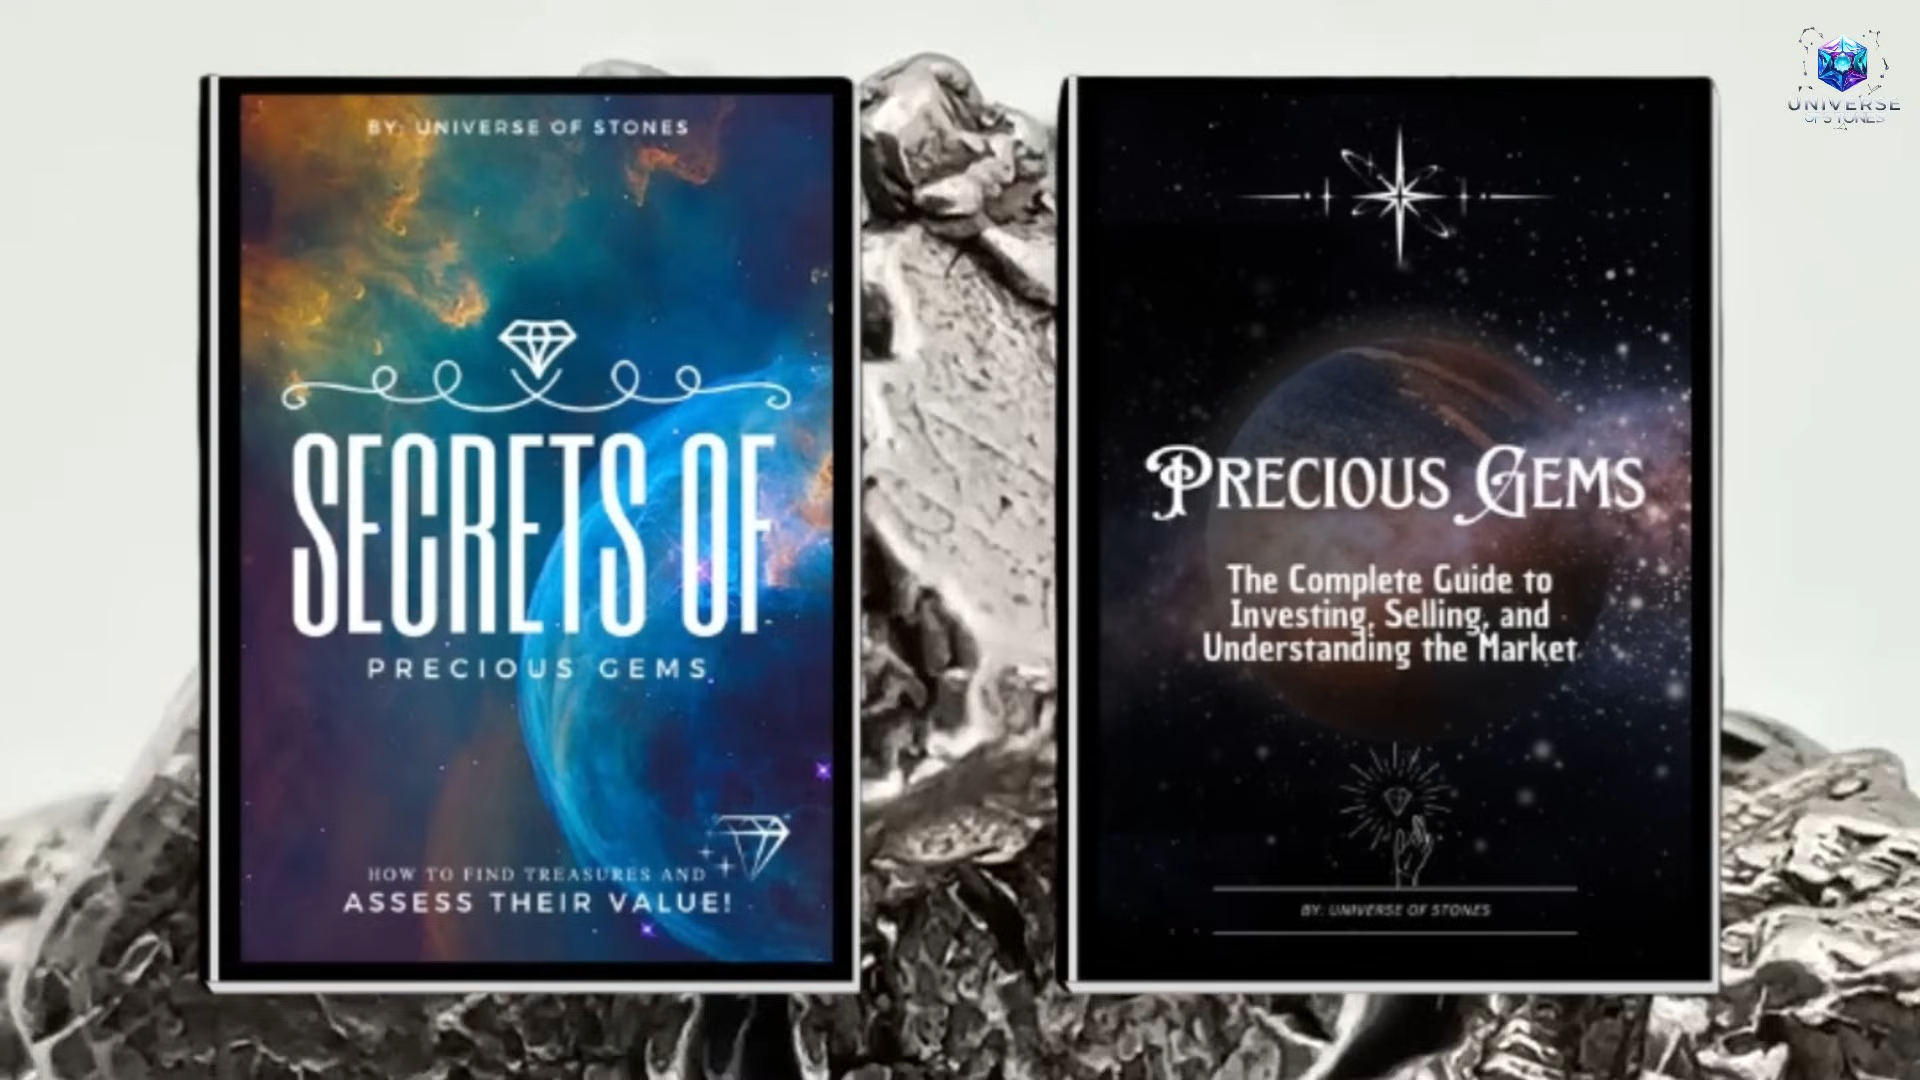 BY: UNIVERSE OF STONES
SECRETS OF
PRECIOUS GEMS
HOW TO FIND TREASURES AND
ASSESS THEIR VALUE!
PRECIOUS GEMS
The Complete Guide to
Investing, Selling, and
Understanding the Market
BY: UNIVERSE OF STONES
UNIVERSE
OF STONES